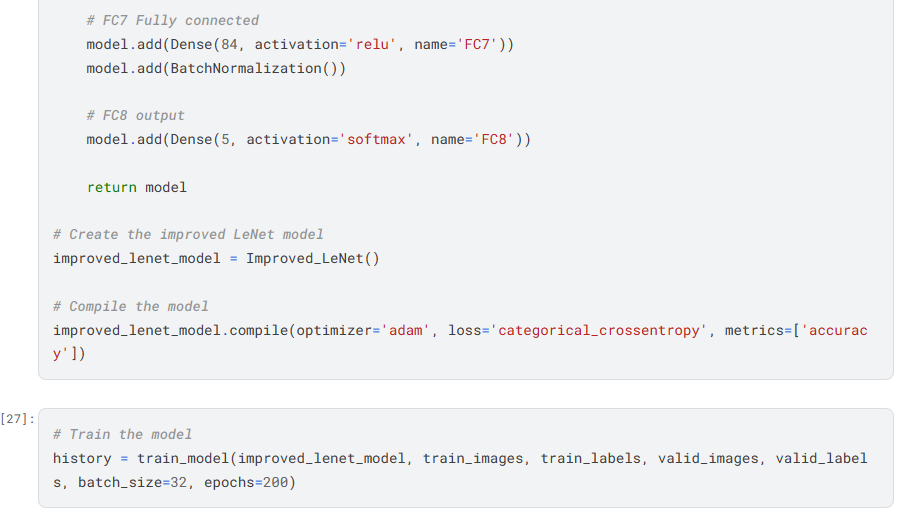 # FC7 Fully connected
model.add(Dense(84, activation='relu', name='FC7'))
model.add(BatchNormalization())
# FC8 output
model.add(Dense(5, activation='softmax', name='FC8'))
return model
# Create the improved LeNet model
improved_lenet_model = Improved_LeNet()
# Compile the model
improved_lenet_model.compile(optimizer='adam', loss='categorical_crossentropy', metrics=['accurac
y'])
[27]:
# Train the model
history = train_model(improved_lenet_model, train_images, train_labels, valid_images, valid_label
s, batch_size=32, epochs=200)